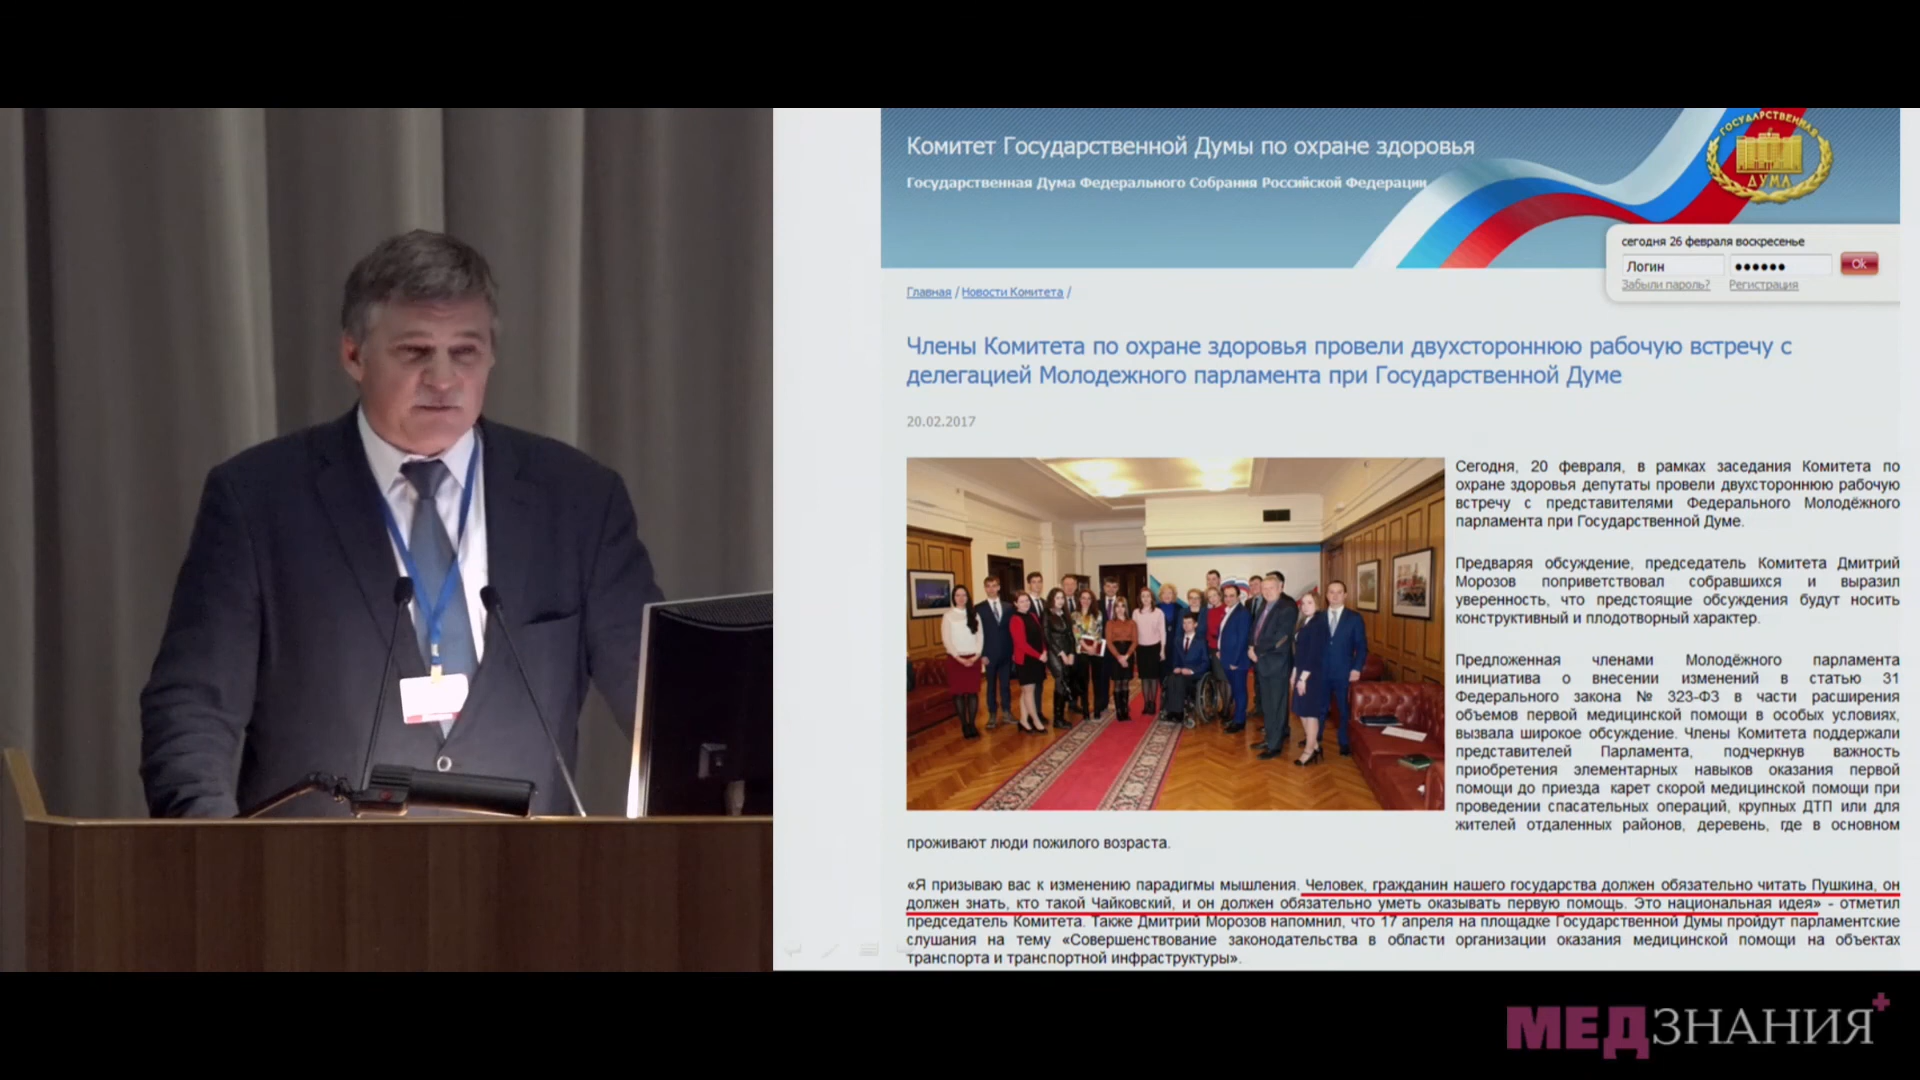 Комитет Государственной Думы по охране здоровья
Государственная Дума Федерального Собрания Российской Федерации
ГОСУДАРСТВЕННАЯ
ДУМА
сегодня 26 февраля воскресенье
Логин
Ok
Забыли пароль?
Регистрация
Главная / Новости Комитета /
Члены Комитета по охране здоровья провели двухстороннюю рабочую встречу с
делегацией Молодежного парламента при Государственной Думе
20.02.2017
Сегодня, 20 февраля, в рамках заседания Комитета по
охране здоровья депутаты провели двухстороннюю рабочую
встречу с представителями Федерального Молодёжного
парламента при Государственной Думе.
Предваряя обсуждение, председатель Комитета Дмитрий
Морозов поприветствовал собравшихся и выразил
уверенность, что предстоящие обсуждения будут носить
конструктивный и плодотворный характер.
Предложенная членами Молодёжного парламента
инициатива о внесении изменений в статью 31
Федерального закона № 323-ФЗ в части расширения
объемов первой медицинской помощи в особых условиях,
вызвала широкое обсуждение. Члены Комитета поддержали
представителей Парламента, подчеркнув важность
приобретения элементарных навыков оказания первой
помощи до приезда карет скорой медицинской помощи при
проведении спасательных операций, крупных ДТП или для
жителей отдаленных районов, деревень, где в основном
проживают люди пожилого возраста.
«Я призываю вас к изменению парадигмы мышления. Человек, гражданин нашего государства должен обязательно читать Пушкина, он
должен знать, кто такой Чайковский, и он должен обязательно уметь оказывать первую помощь. Это национальная идея» - отметил
председатель Комитета. Также Дмитрий Морозов напомнил, что 17 апреля на площадке Государственной Думы пройдут парламентские
слушания на тему «Совершенствование законодательства в области организации оказания медицинской помощи на объектах
транспорта и транспортной инфраструктуры».
МЕДЗНАНИЯ+